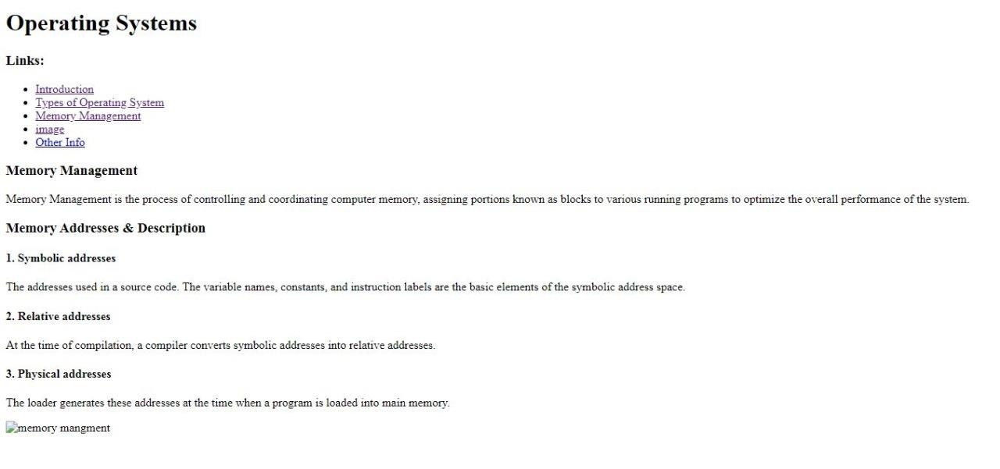 Operating Systems
Links:
Introduction
Types of Operating System
Memory Management
image
Other Info
Memory Management
Memory Management is the process of controlling and coordinating computer memory, assigning portions known as blocks to various running programs to optimize the overall performance of the system.
Memory Addresses & Description
1. Symbolic addresses
The addresses used in a source code. The variable names, constants, and instruction labels are the basic elements of the symbolic address space.
2. Relative addresses
At the time of compilation, a compiler converts symbolic addresses into relative addresses.
3. Physical addresses
The loader generates these addresses at the time when a program is loaded into main memory.
memory mangment